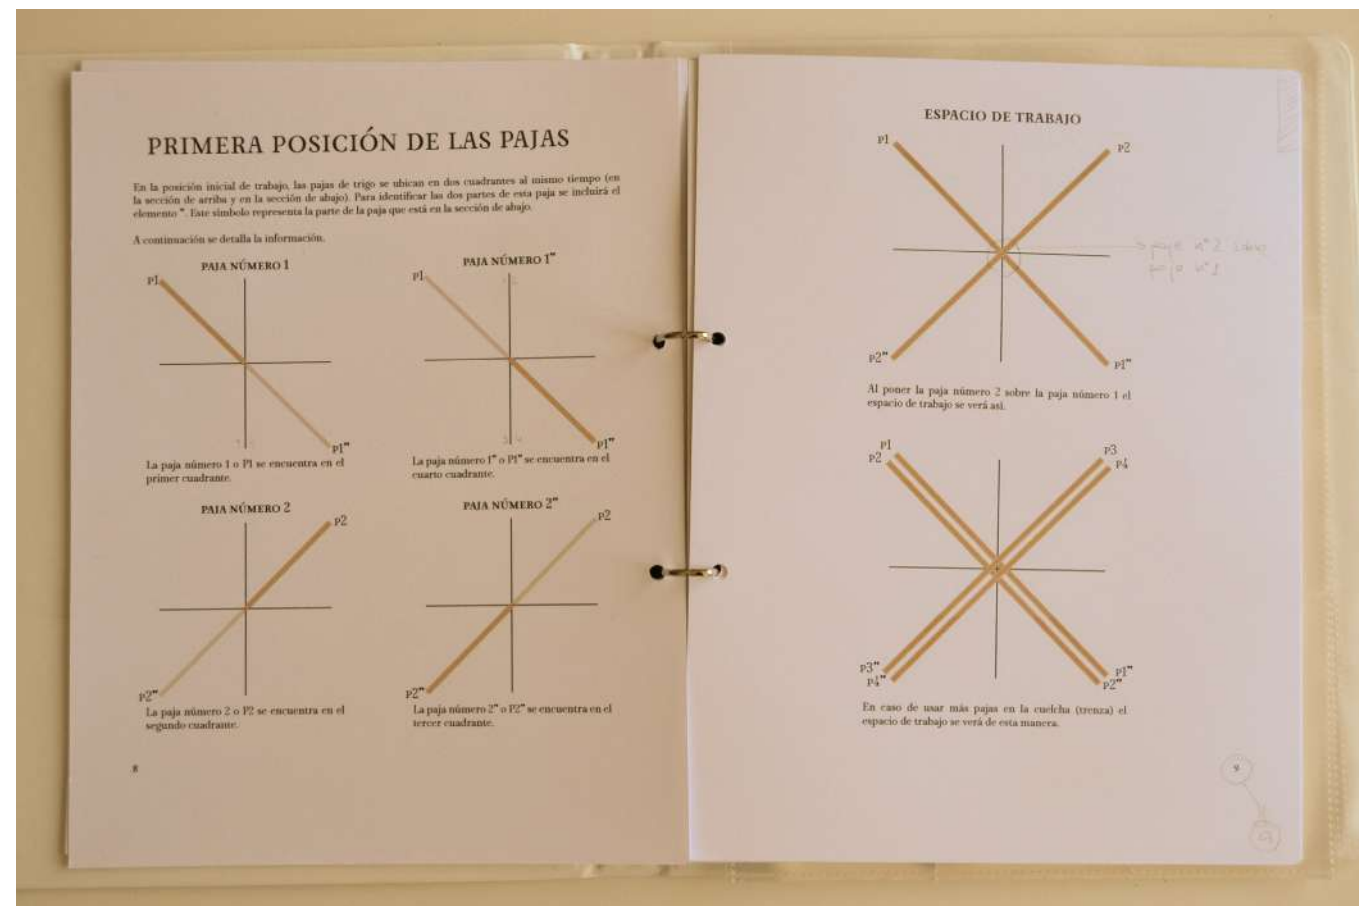 PRIMERA POSICIÓN DE LAS PAJAS
En la posición inicial de trabajo, las pajas de trigo se ubican en dos cuadrantes al mismo tiempo (en
la sección de arriba y en la sección de abajo). Para identificar las dos partes de esta paja se incluirá el
elemento ". Este símbolo representa la parte de la paja que está en la sección de abajo.
A continuación se detalla la información.
PAJA NÚMERO 1
P1
P1"
La paja número 1 o P1 se encuentra en el
primer cuadrante.
PAJA NÚMERO 1"
P1
P1"
La paja número 1" o P1" se encuentra en el
cuarto cuadrante.
PAJA NÚMERO 2
P2
P2"
La paja número 2 o P2 se encuentra en el
segundo cuadrante.
PAJA NÚMERO 2"
P2
P2"
La paja número 2" o P2" se encuentra en el
tercer cuadrante.
8
ESPACIO DE TRABAJO
P1
P2
paja n°2 sobre
paja n°1
P2"
P1"
Al poner la paja número 2 sobre la paja número 1 el
espacio de trabajo se verá así.
P1
P2
P3
P4
P3"
P4"
P1"
P2"
En caso de usar más pajas en la cuelcha (trenza) el
espacio de trabajo se verá de esta manera.
9